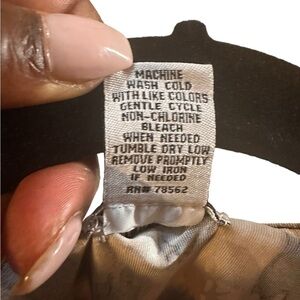 MACHINE
WASH COLD
WITH LIKE COLORS
GENTLE CYCLE
NON-CHLORINE
BLEACH
WHEN NEEDED
TUMBLE DRY LOW
REMOVE PROMPTLY
LOW IRON
IF NEEDED
RN# 78562